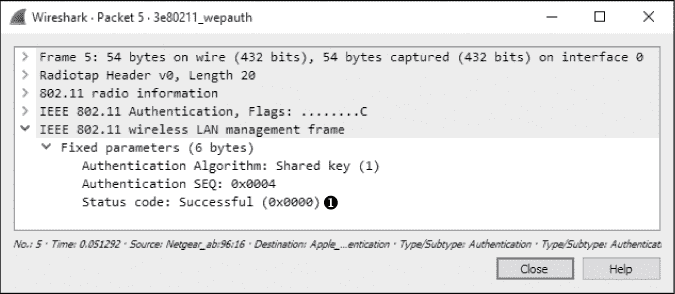 Wireshark · Packet 5 · 3e80211_wepauth
Frame 5: 54 bytes on wire (432 bits), 54 bytes captured (432 bits) on interface 0
Radiotap Header v0, Length 20
802.11 radio information
IEEE 802.11 Authentication, Flags: ........C
IEEE 802.11 wireless LAN management frame
Fixed parameters (6 bytes)
Authentication Algorithm: Shared key (1)
Authentication SEQ: 0x0004
Status code: Successful (0x0000) ❶
No.: 5 · Time: 0.051292 · Source: Netgear_ab:96:16 · Destination: Apple_...entication · Type/Subtype: Authentication · Type/Subtype: Authenticati
Close Help